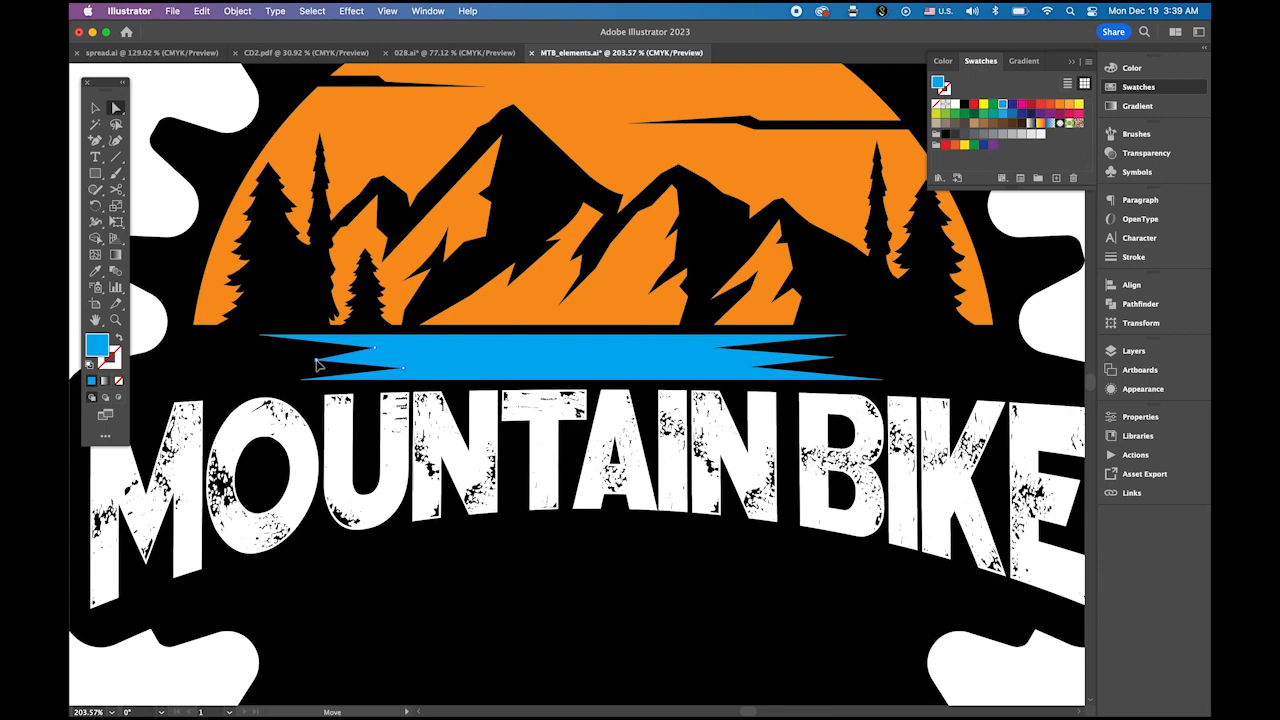 Illustrator File Edit Object Type Select Effect View Window Help U.S. Mon Dec 19 3:39 AM
Adobe Illustrator 2023 Share
spread.ai @ 129.02 % (CMYK/Preview) CD2.pdf @ 30.92 % (CMYK/Preview) 028.ai* @ 77.12 % (CMYK/Preview) MTB_elements.ai* @ 203.57 % (CMYK/Preview)
Color Swatches Gradient
Color
Swatches
Gradient
Brushes
Transparency
Symbols
Paragraph
OpenType
Character
Stroke
Align
Pathfinder
Transform
Layers
Artboards
Appearance
Properties
Libraries
Actions
Asset Export
Links
MOUNTAIN BIKE
203.57% 0° 1 Move